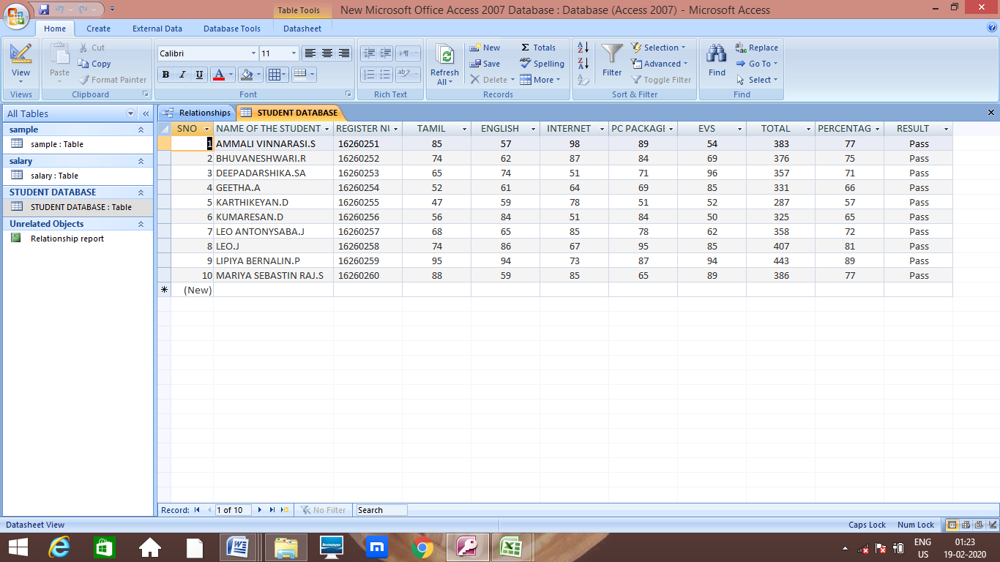 Table Tools New Microsoft Office Access 2007 Database : Database (Access 2007) - Microsoft Access
Home Create External Data Database Tools Datasheet
View
Views
Paste Cut
Copy
Format Painter
Clipboard
Calibri 11
B I U A
Font
ab
Rich Text
Refresh All
New Σ Totals
Save ABC Spelling
Delete More
Records
A Z
Z A
Filter Selection
Advanced
Toggle Filter
Sort & Filter
Find Replace
Go To
Select
Find
All Tables
sample
sample : Table
salary
salary : Table
STUDENT DATABASE
STUDENT DATABASE : Table
Unrelated Objects
Relationship report
Relationships STUDENT DATABASE
SNO NAME OF THE STUDENT REGISTER NU TAMIL ENGLISH INTERNET PC PACKAGE EVS TOTAL PERCENTAG RESULT
1 AMMALI VINNARASI.S 16260251 85 57 98 89 54 383 77 Pass
2 BHUVANESHWARI.R 16260252 74 62 87 84 69 376 75 Pass
3 DEEPADARSHIKA.SA 16260253 65 74 51 71 96 357 71 Pass
4 GEETHA.A 16260254 52 61 64 69 85 331 66 Pass
5 KARTHIKEYAN.D 16260255 47 59 78 51 52 287 57 Pass
6 KUMARESAN.D 16260256 56 84 51 84 50 325 65 Pass
7 LEO ANTONYSABA.J 16260257 68 65 85 78 62 358 72 Pass
8 LEO.J 16260258 74 86 67 95 85 407 81 Pass
9 LIPIYA BERNALIN.P 16260259 95 94 73 87 94 443 89 Pass
10 MARIYA SEBASTIN RAJ.S 16260260 88 59 85 65 89 386 77 Pass
(New)
Record: 1 of 10 No Filter Search
Datasheet View Caps Lock Num Lock
lenovo
ENG 01:23
US 19-02-2020